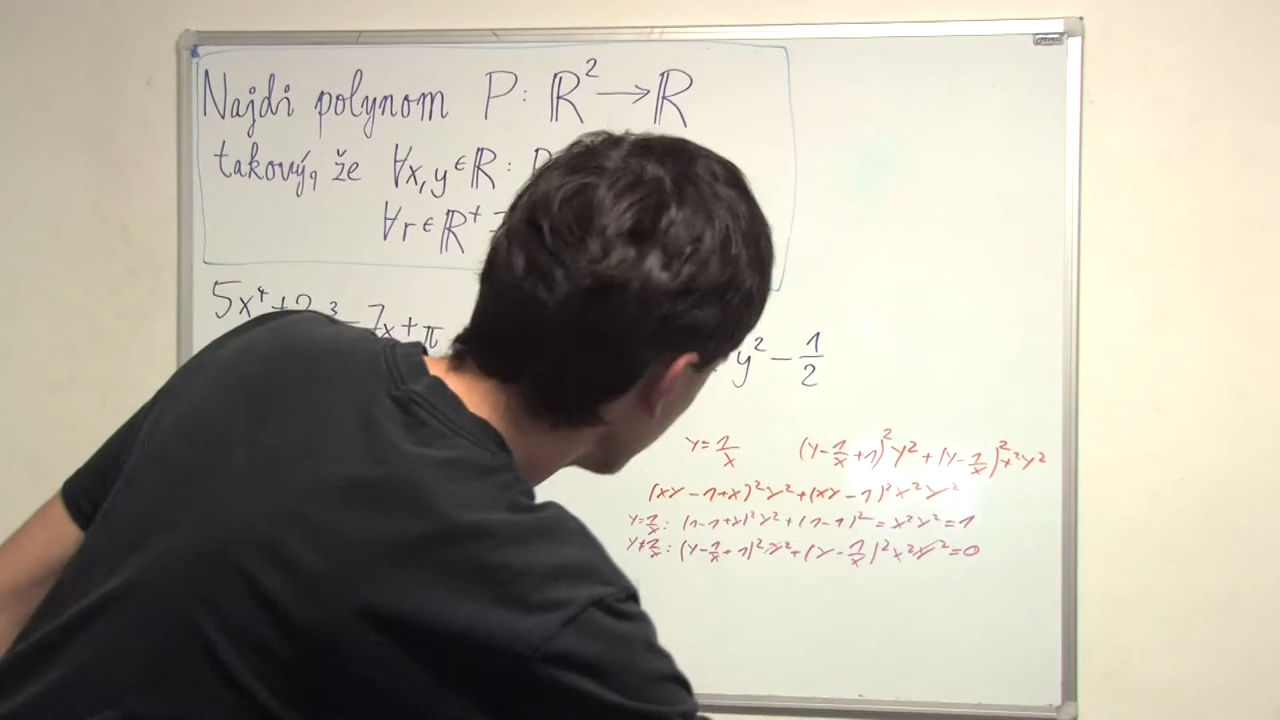 Najdi polynom P: ℝ² → ℝ
takový, že ∀x,y ∈ ℝ :
∀r ∈ ℝ⁺
5x⁴ + 2 ³ - 7x + π
y² - 1/2
y = 1/x (y - 1/x + 1)² y² + (y - 1/x)² x² y²
(xy - 1 + x)² y² + (xy - 1)² x² y²
y = 1/x : (1 - 1 + x)² y² + (1 - 1)² = x² y² = 1
y ≠ 1/x : (y - 1/x + 1)² y² + (y - 1/x)² x² y² = 0